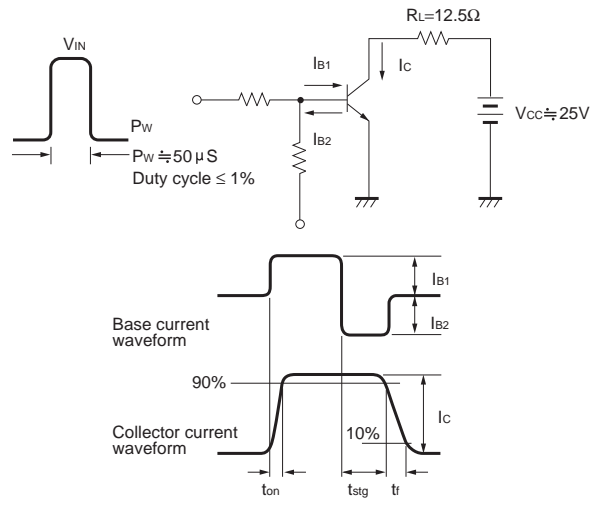 RL=12.5Ω
VIN
IB1
IC
PW
VCC≒25V
IB2
PW ≒ 50 μ S
Duty cycle ≤ 1%
IB1
Base current
waveform
IB2
90%
Collector current
waveform
10%
IC
ton
tstg
tf